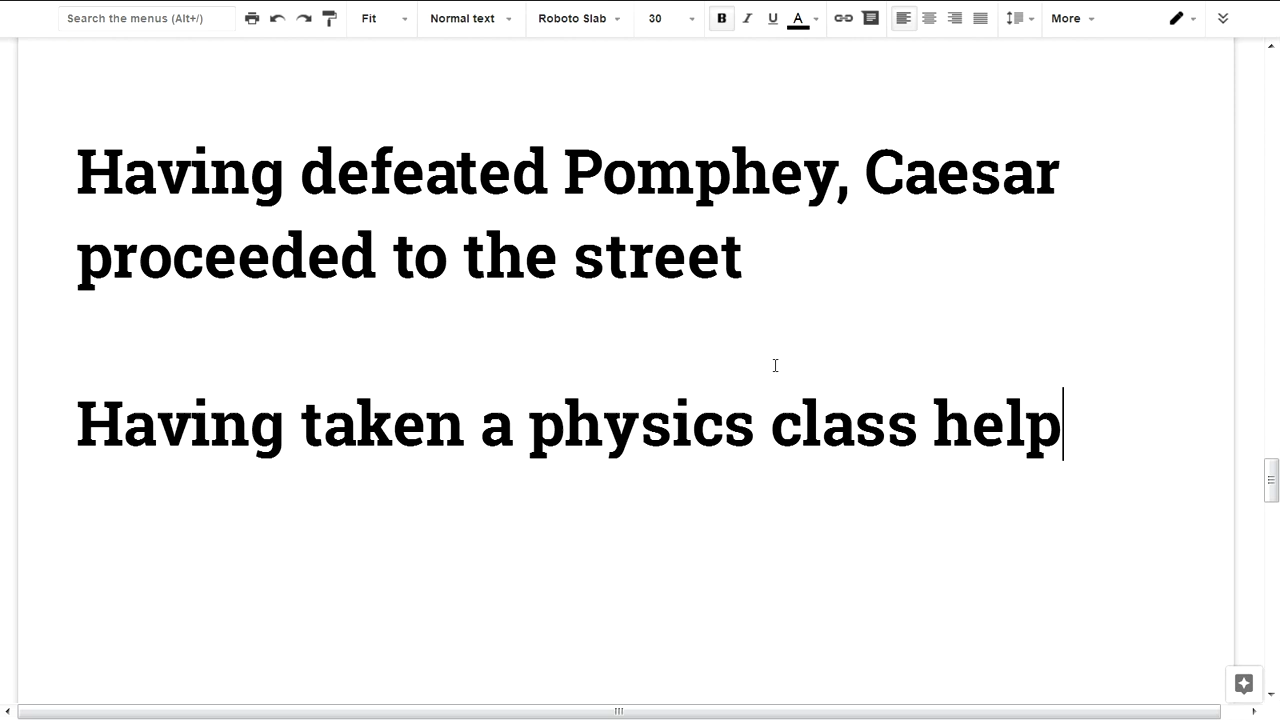 Search the menus (Alt+/) Fit Normal text Roboto Slab 30 B I U A More
Having defeated Pomphey, Caesar
proceeded to the street
Having taken a physics class help